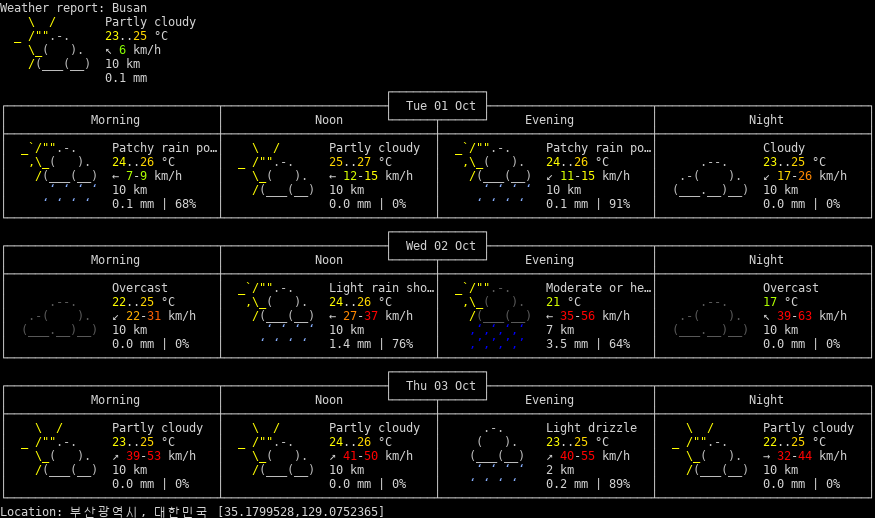 Weather report: Busan
Partly cloudy
23..25 °C
↖ 6 km/h
10 km
0.1 mm
Tue 01 Oct
Morning Noon Evening Night
Patchy rain po… Partly cloudy Patchy rain po… Cloudy
24..26 °C 25..27 °C 24..26 °C 23..25 °C
← 7-9 km/h ← 12-15 km/h ↙ 11-15 km/h ↙ 17-26 km/h
10 km 10 km 10 km 10 km
0.1 mm | 68% 0.0 mm | 0% 0.1 mm | 91% 0.0 mm | 0%
Wed 02 Oct
Morning Noon Evening Night
Overcast Light rain sho… Moderate or he… Overcast
22..25 °C 24..26 °C 21 °C 17 °C
↙ 22-31 km/h ← 27-37 km/h ← 35-56 km/h ↖ 39-63 km/h
10 km 10 km 7 km 10 km
0.0 mm | 0% 1.4 mm | 76% 3.5 mm | 64% 0.0 mm | 0%
Thu 03 Oct
Morning Noon Evening Night
Partly cloudy Partly cloudy Light drizzle Partly cloudy
23..25 °C 24..26 °C 23..25 °C 22..25 °C
↗ 39-53 km/h ↗ 41-50 km/h ↗ 40-55 km/h → 32-44 km/h
10 km 10 km 2 km 10 km
0.0 mm | 0% 0.0 mm | 0% 0.2 mm | 89% 0.0 mm | 0%
Location: 부산광역시, 대한민국 [35.1799528,129.0752365]